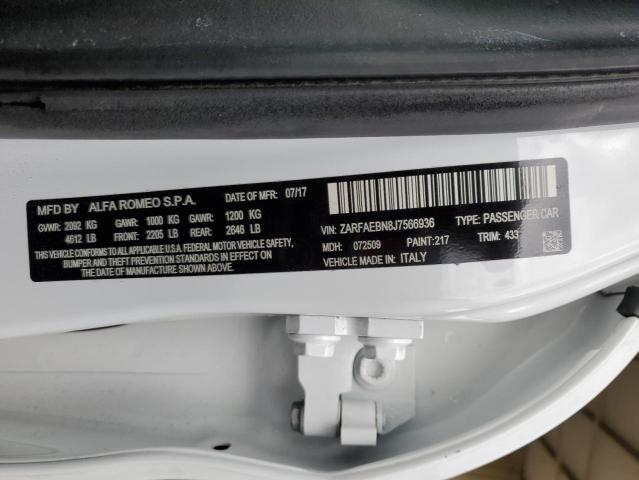 MFD BY ALFA ROMEO S.P.A. DATE OF MFR: 07/17
GVWR: 2092 KG GAWR: 1000 KG GAWR: 1200 KG
4612 LB FRONT: 2205 LB REAR: 2646 LB
THIS VEHICLE CONFORMS TO ALL APPLICABLE U.S.A. FEDERAL MOTOR VEHICLE SAFETY,
BUMPER AND THEFT PREVENTION STANDARDS IN EFFECT ON
THE DATE OF MANUFACTURE SHOWN ABOVE.
VIN: ZARFAEBN8J7566936 TYPE: PASSENGER CAR
MDH: 072509 PAINT:217 TRIM: 433
VEHICLE MADE IN: ITALY